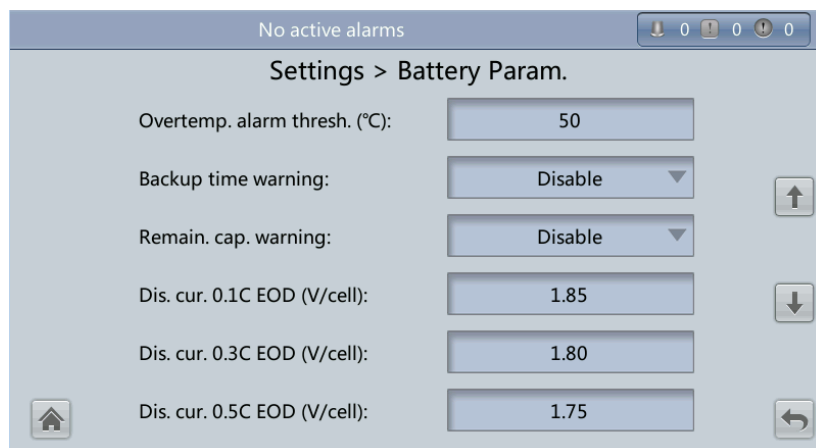 No active alarms 0 0 0
Settings > Battery Param.
Overtemp. alarm thresh. (℃): 50
Backup time warning: Disable
Remain. cap. warning: Disable
Dis. cur. 0.1C EOD (V/cell): 1.85
Dis. cur. 0.3C EOD (V/cell): 1.80
Dis. cur. 0.5C EOD (V/cell): 1.75